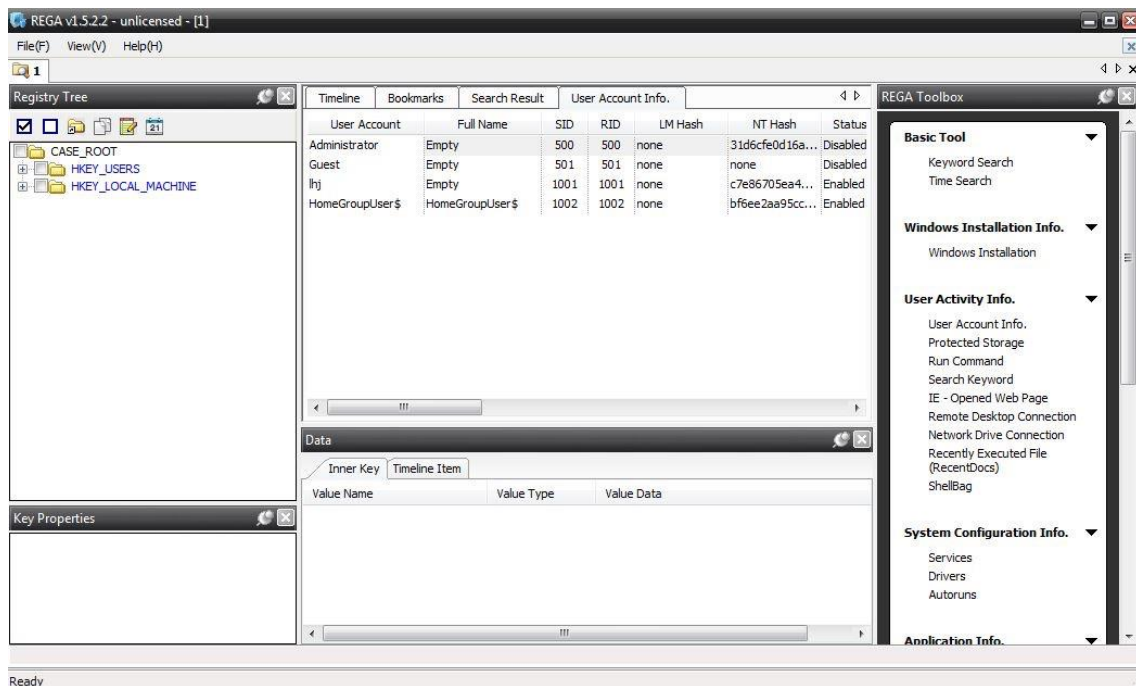 REGA v1.5.2.2 - unlicensed - [1]
File(F) View(V) Help(H)
1
Registry Tree
21
CASE_ROOT
HKEY_USERS
HKEY_LOCAL_MACHINE
Key Properties
Timeline Bookmarks Search Result User Account Info.
User Account Full Name SID RID LM Hash NT Hash Status
Administrator Empty 500 500 none 31d6cfe0d16a... Disabled
Guest Empty 501 501 none none Disabled
lhj Empty 1001 1001 none c7e86705ea4... Enabled
HomeGroupUser$ HomeGroupUser$ 1002 1002 none bf6ee2aa95cc... Enabled
Data
Inner Key Timeline Item
Value Name Value Type Value Data
REGA Toolbox
Basic Tool
Keyword Search
Time Search
Windows Installation Info.
Windows Installation
User Activity Info.
User Account Info.
Protected Storage
Run Command
Search Keyword
IE - Opened Web Page
Remote Desktop Connection
Network Drive Connection
Recently Executed File
(RecentDocs)
ShellBag
System Configuration Info.
Services
Drivers
Autoruns
Application Info.
Ready